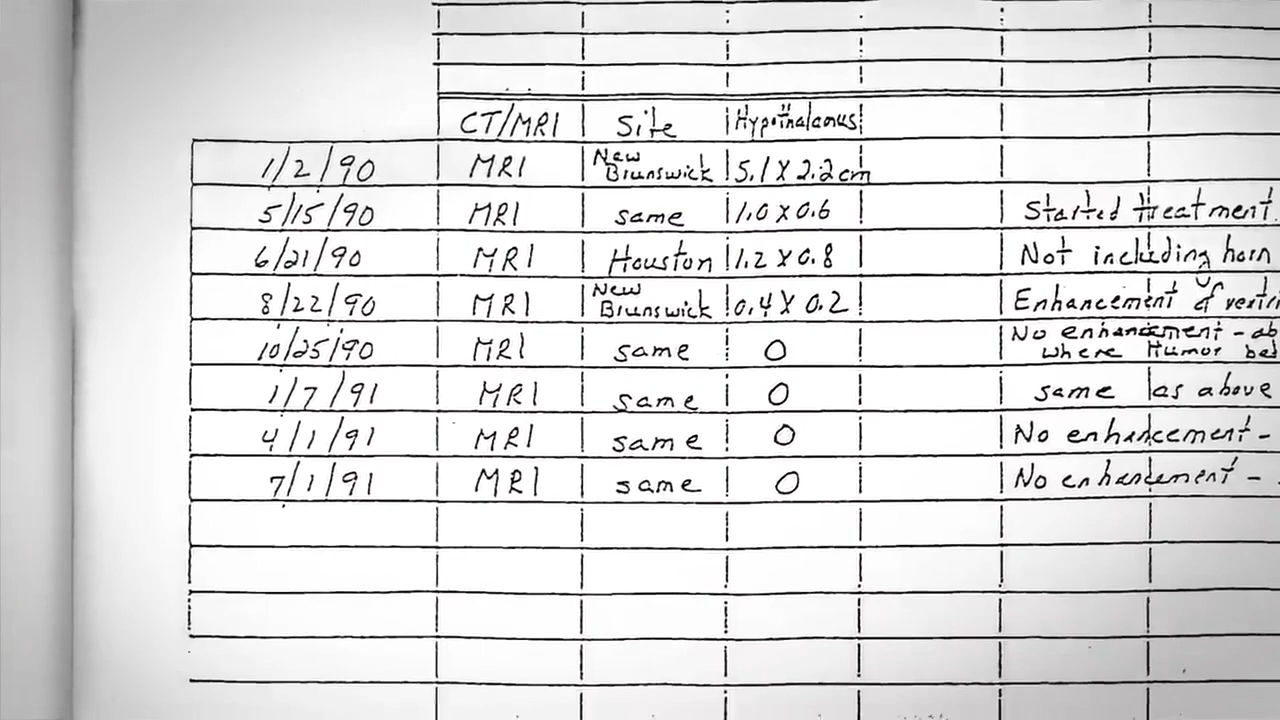 CT/MRI Site Hypothalamus
1/2/90 MRI New Brunswick 5.1 X 2.2 cm
5/15/90 MRI same 1.0 X 0.6 Started treatment.
6/21/90 MRI Houston 1.2 X 0.8 Not including horn
8/22/90 MRI New Brunswick 0.4 X 0.2 Enhancement of
10/25/90 MRI same 0 No enhancement -
where tumor
1/7/91 MRI same 0 same as above
4/1/91 MRI same 0 No enhancement -
7/1/91 MRI same 0 No enhancement -